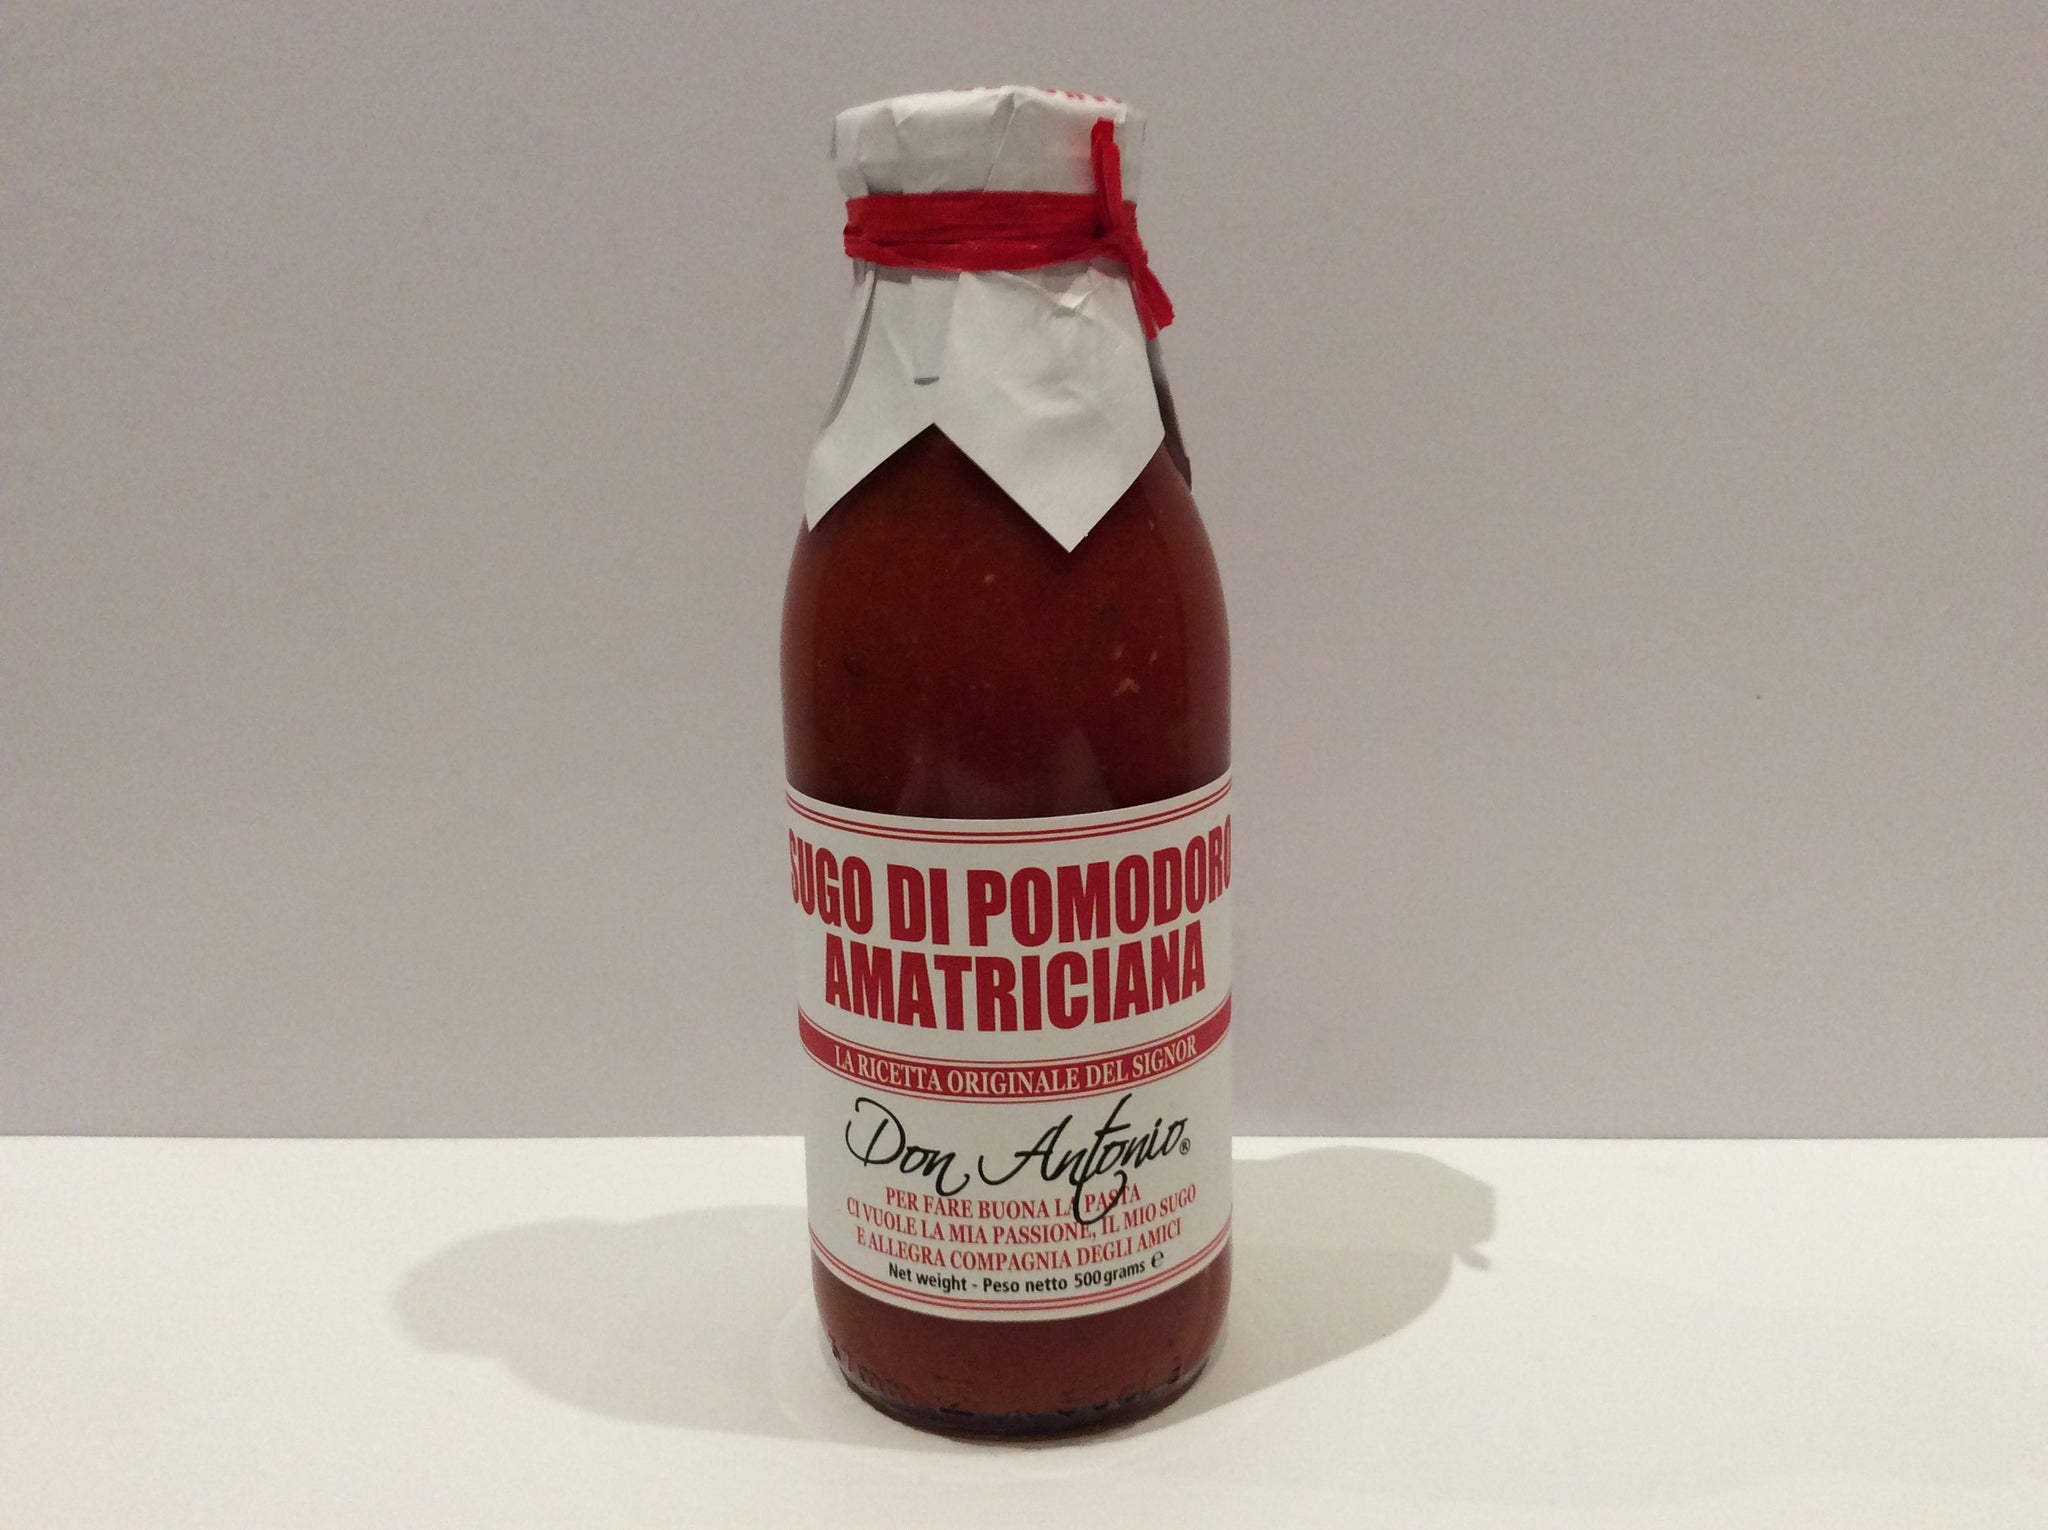 SUGO DI POMODORO
AMATRICIANA
LA RICETTA ORIGINALE DEL SIGNOR
Don Antonio®
PER FARE BUONA LA PASTA
CI VUOLE LA MIA PASSIONE, IL MIO SUGO
E ALLEGRA COMPAGNIA DEGLI AMICI
Net weight - Peso netto 500 grams ℮